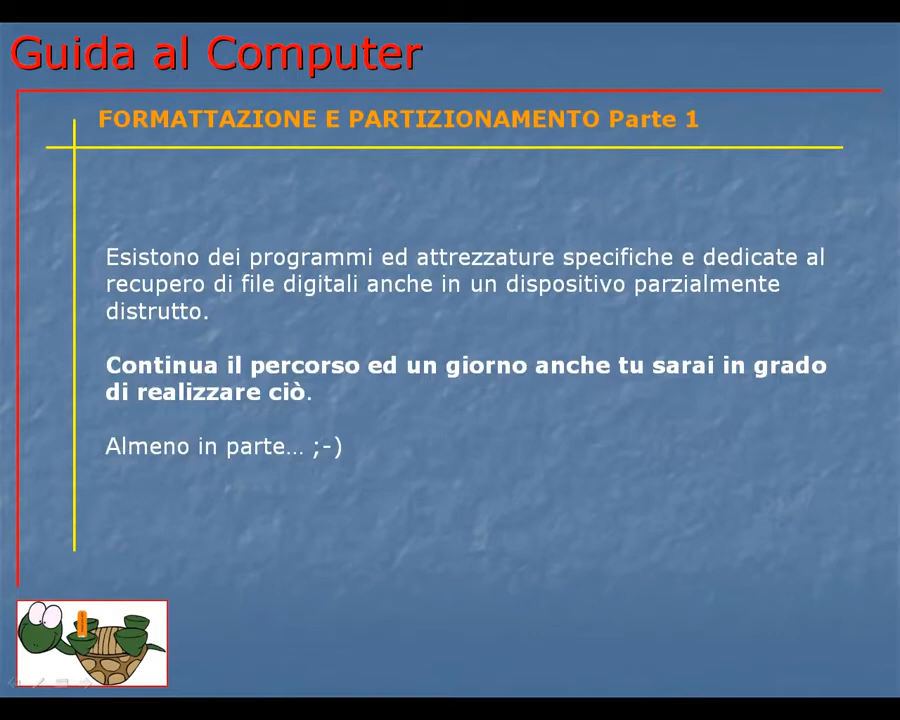 Guida al Computer
FORMATTAZIONE E PARTIZIONAMENTO Parte 1
Esistono dei programmi ed attrezzature specifiche e dedicate al
recupero di file digitali anche in un dispositivo parzialmente
distrutto.
Continua il percorso ed un giorno anche tu sarai in grado
di realizzare ciò.
Almeno in parte... ;-)